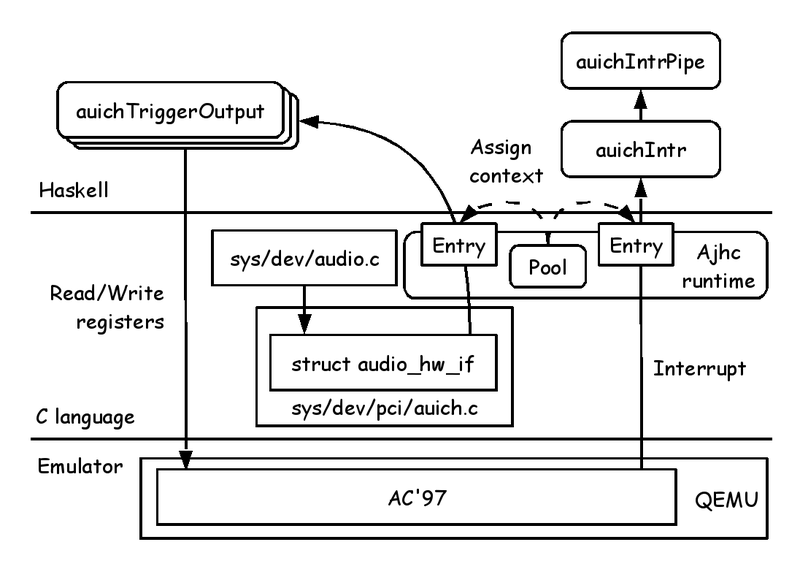 auichIntrPipe
auichTriggerOutput
auichIntr
Assign
context
Haskell
Entry
Pool
Entry
Ajhc
runtime
sys/dev/audio.c
Read/Write
registers
struct audio_hw_if
Interrupt
sys/dev/pci/auich.c
C language
Emulator
AC'97
QEMU